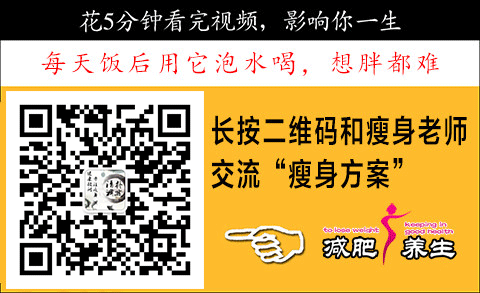 花5分钟看完视频，影响你一生
每天饭后用它泡水喝，想胖都难
长按二维码和瘦身老师
交流“瘦身方案”
to lose weight
keeping in
good health
减肥 养生